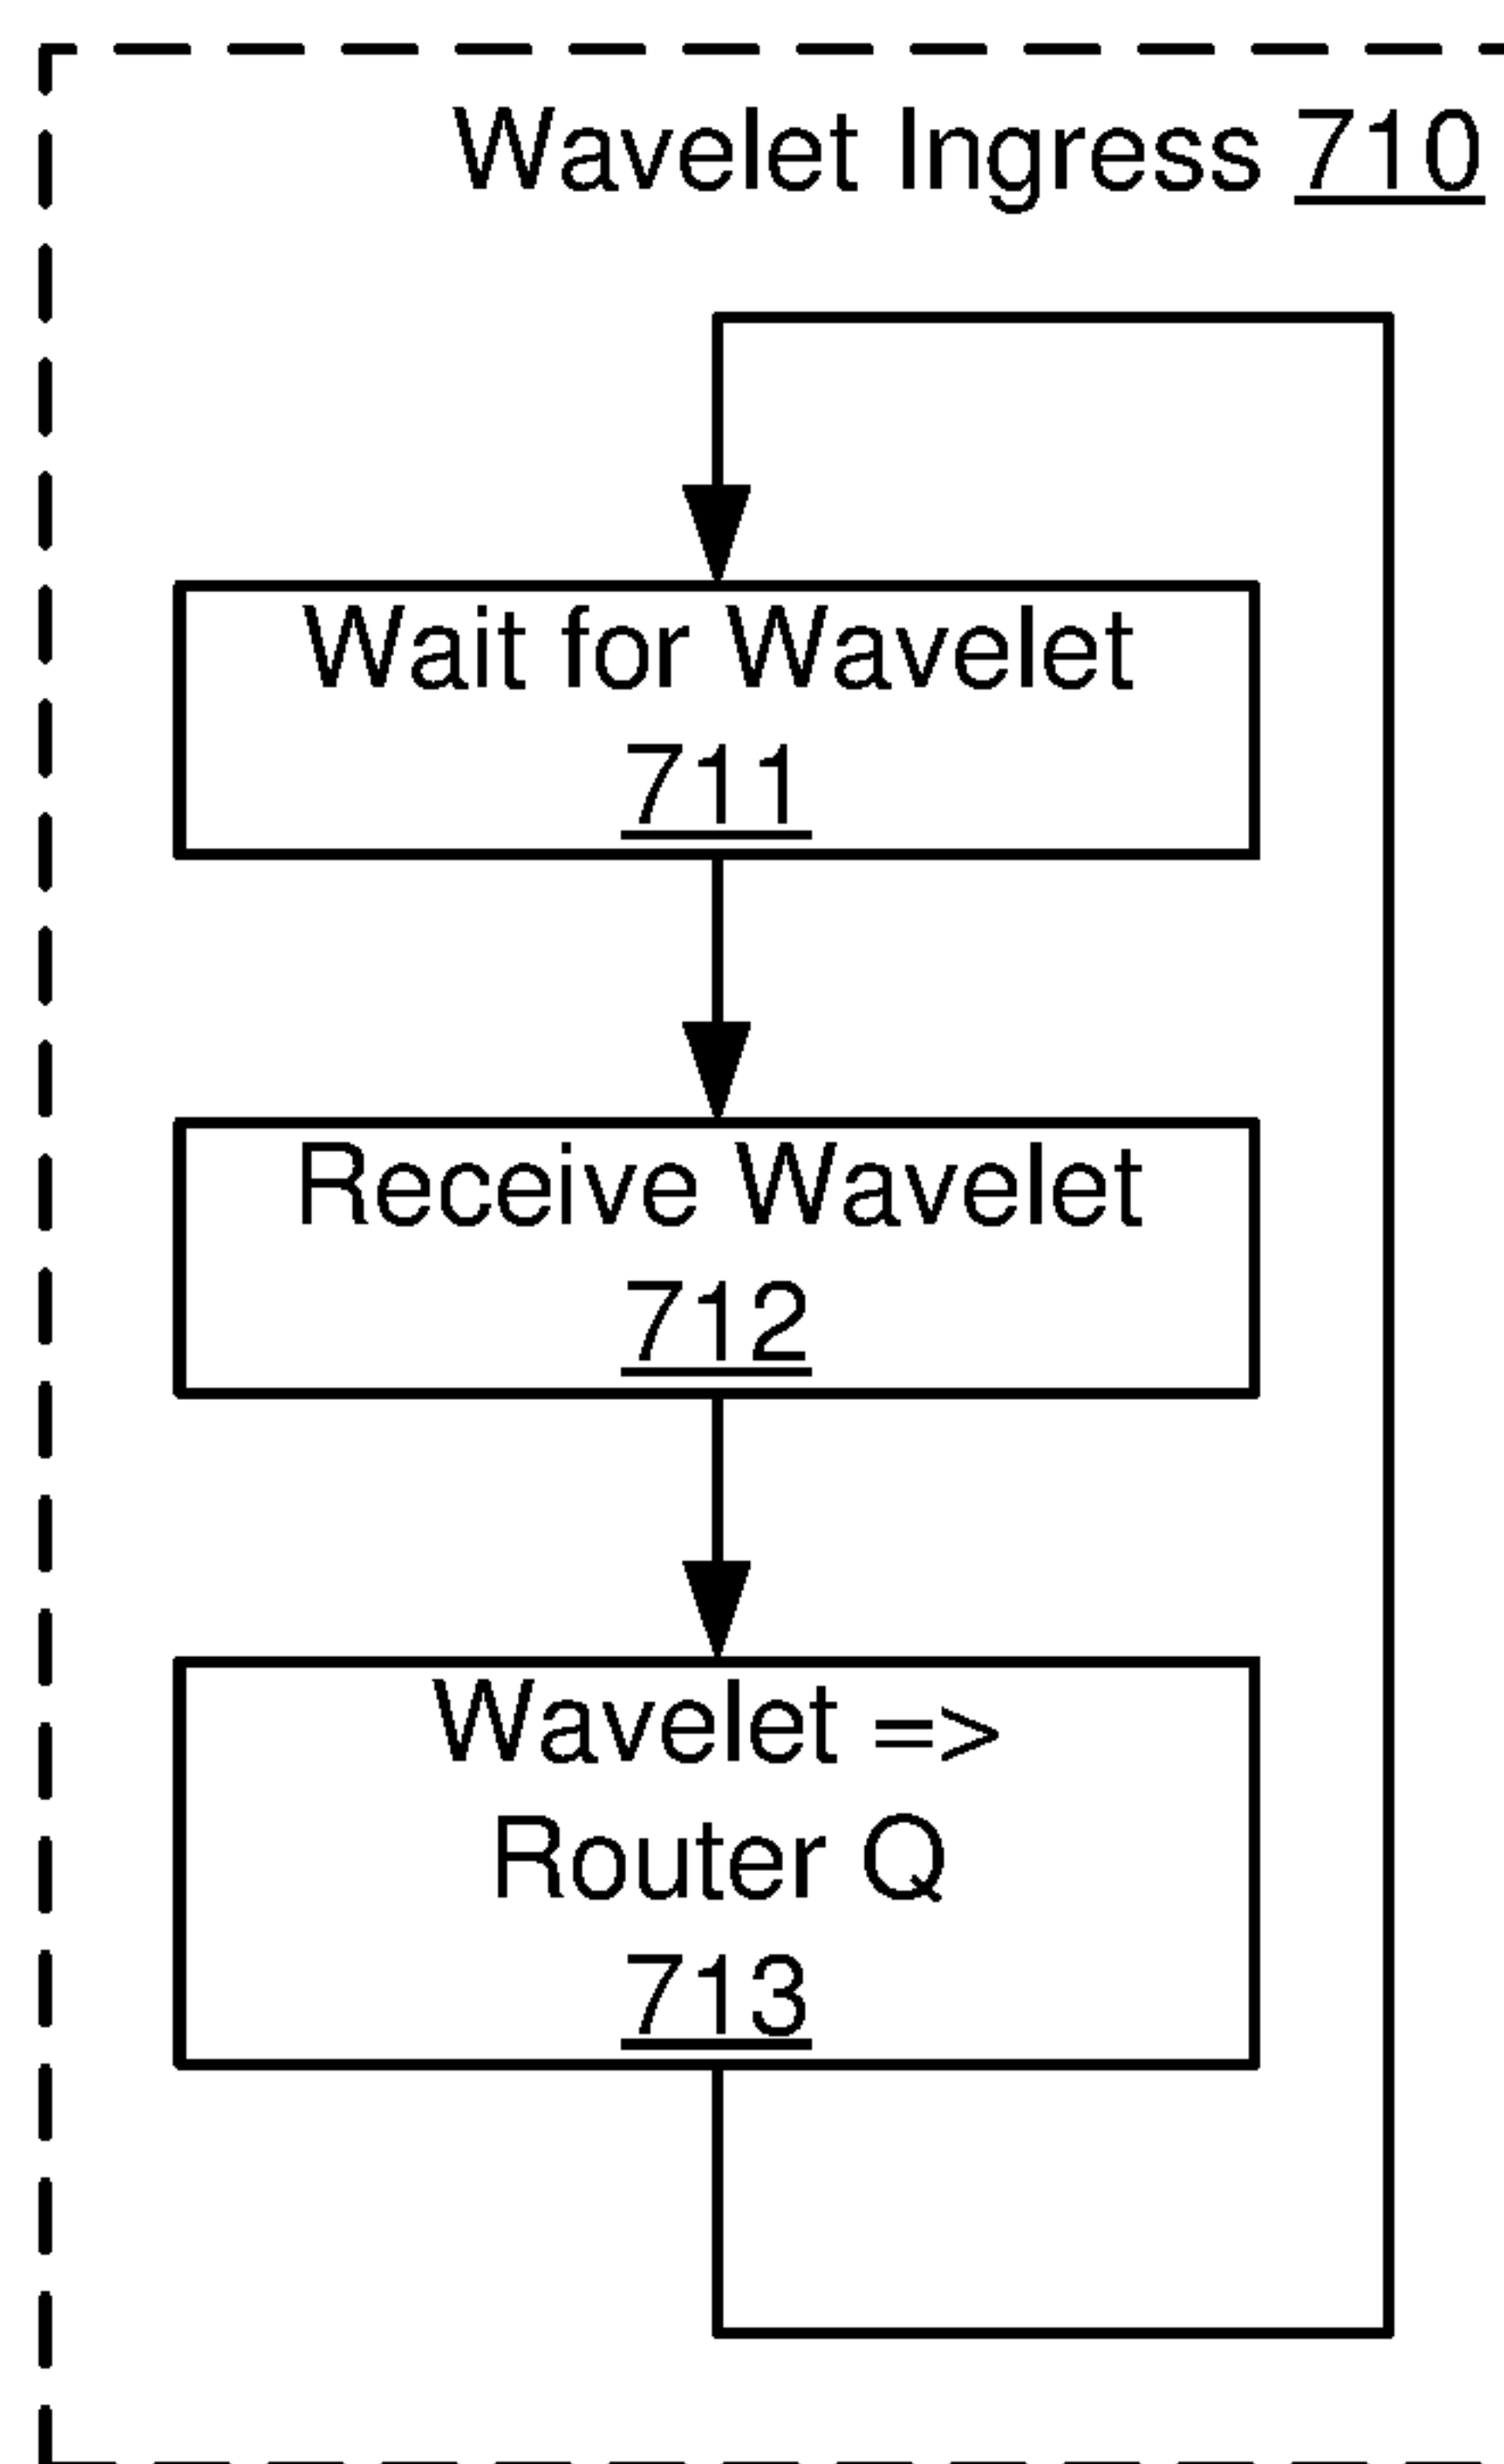 Wavelet Ingress 710
Wait for Wavelet
711
Receive Wavelet
712
Wavelet =>
Router Q
713